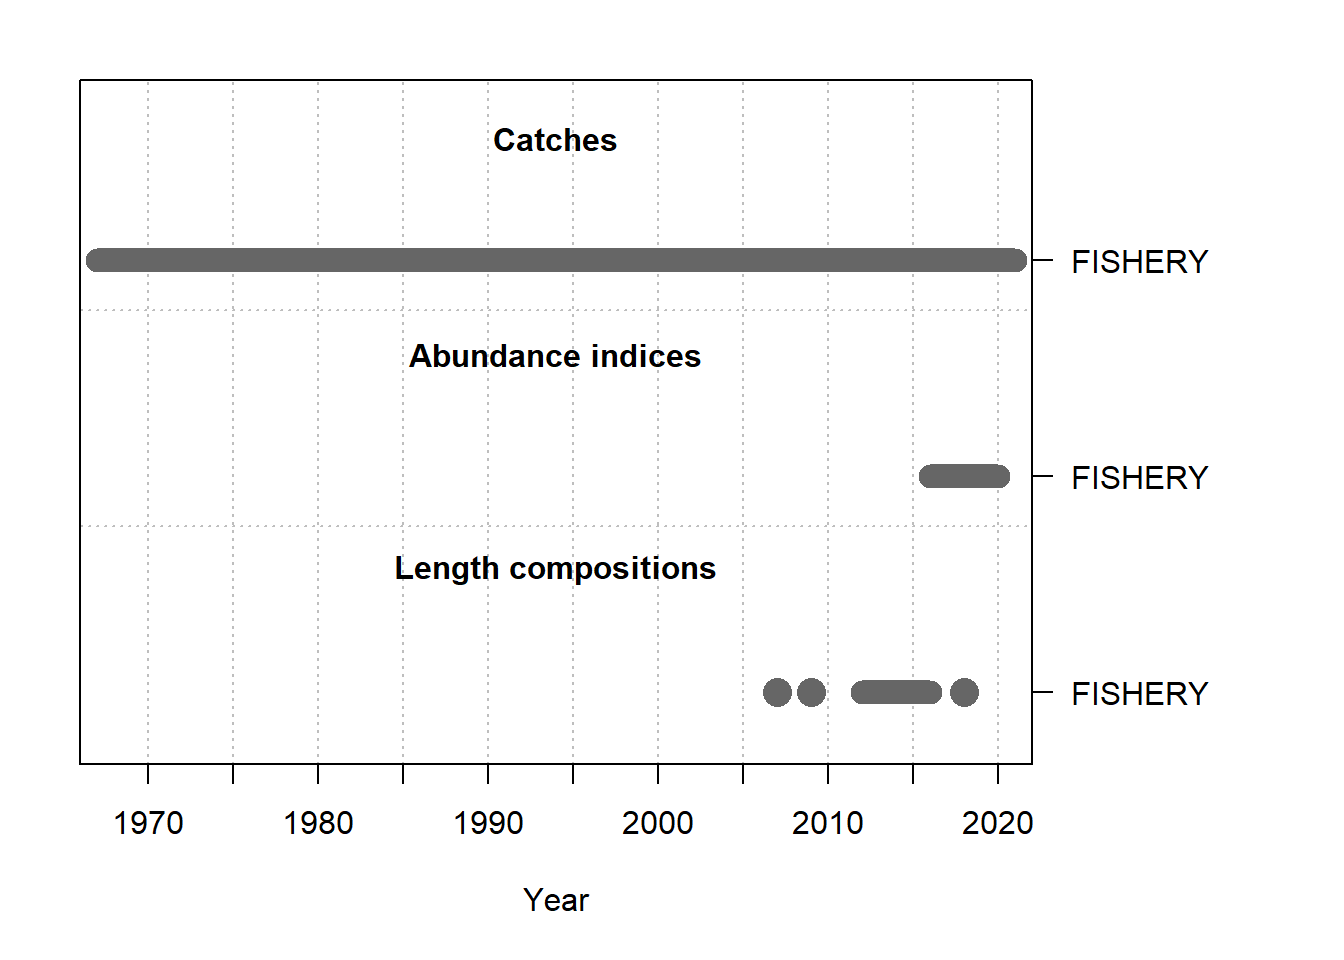 Catches
FISHERY
Abundance indices
FISHERY
Length compositions
FISHERY
1970 1980 1990 2000 2010 2020
Year